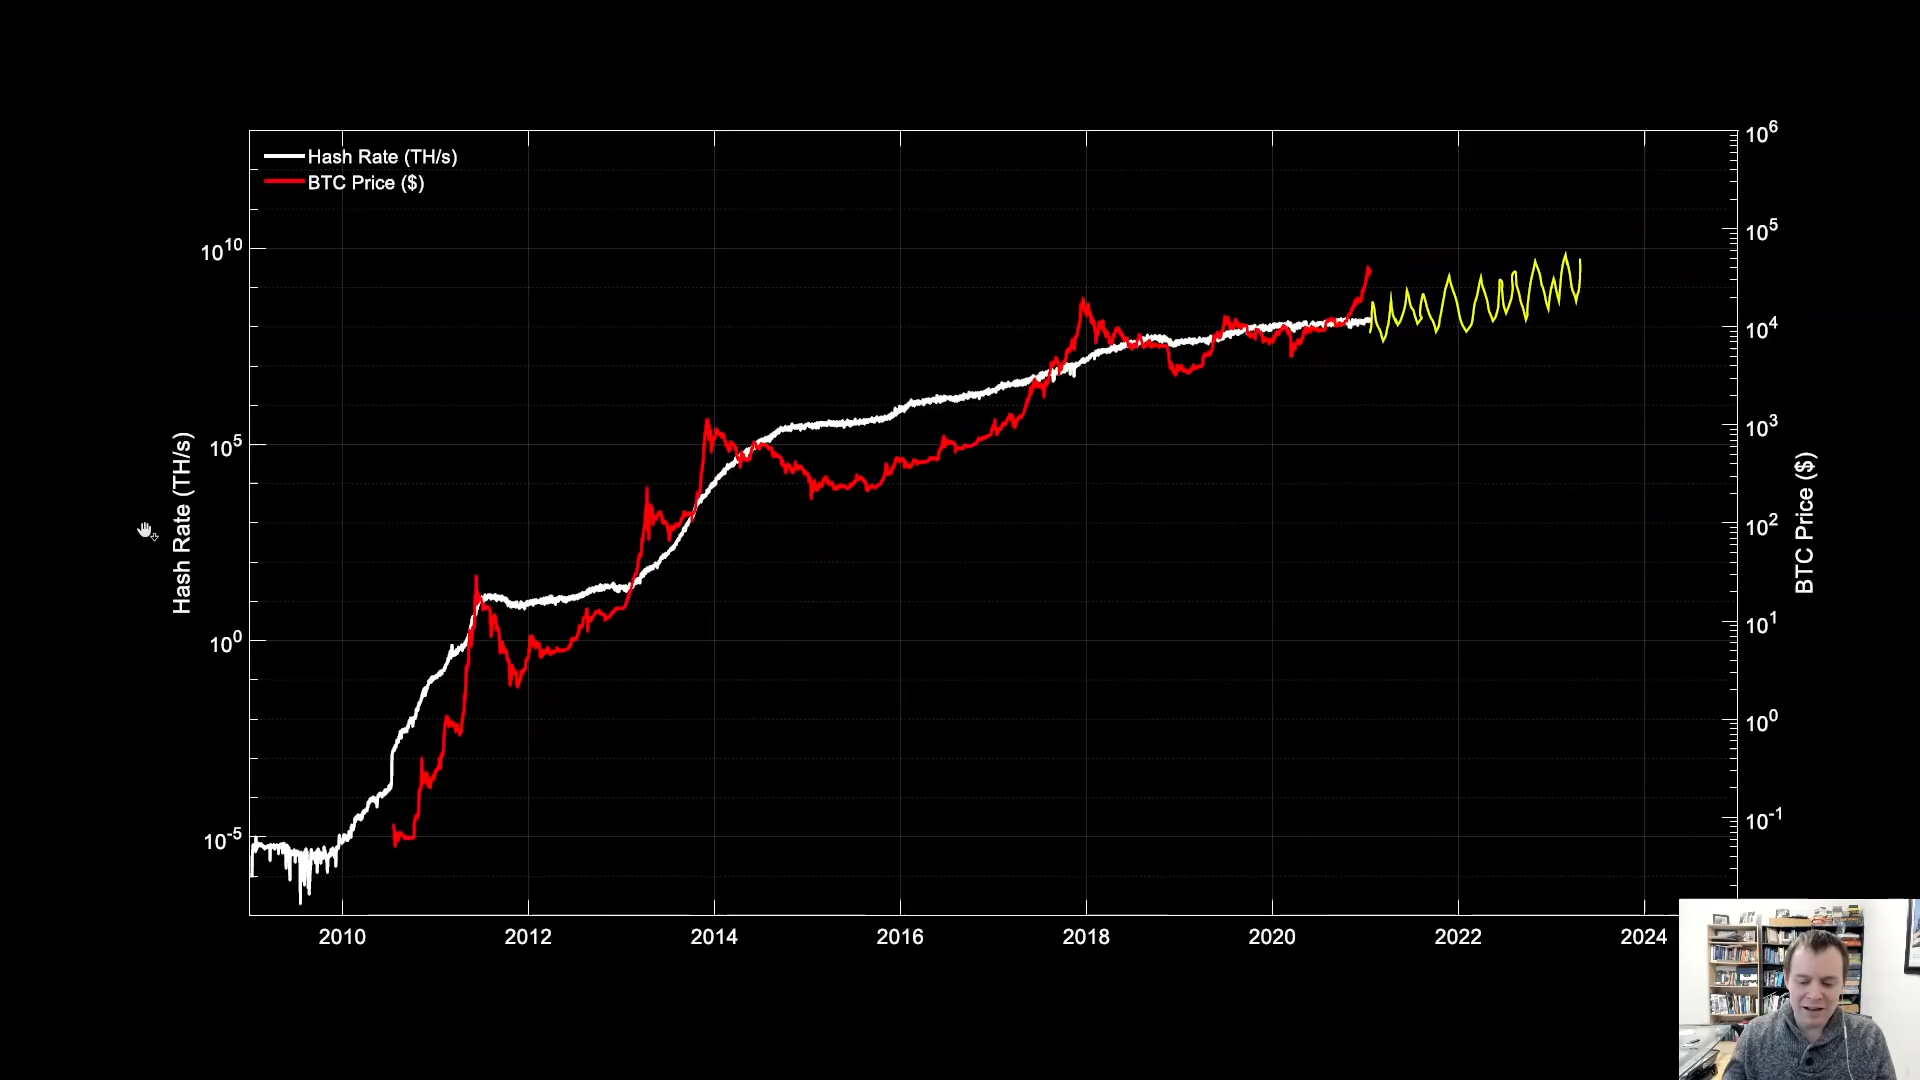 Hash Rate (TH/s)
BTC Price ($)
10^10
10^5
10^0
10^-5
Hash Rate (TH/s)
10^6
10^5
10^4
10^3
10^2
10^1
10^0
10^-1
BTC Price ($)
2010 2012 2014 2016 2018 2020 2022 2024